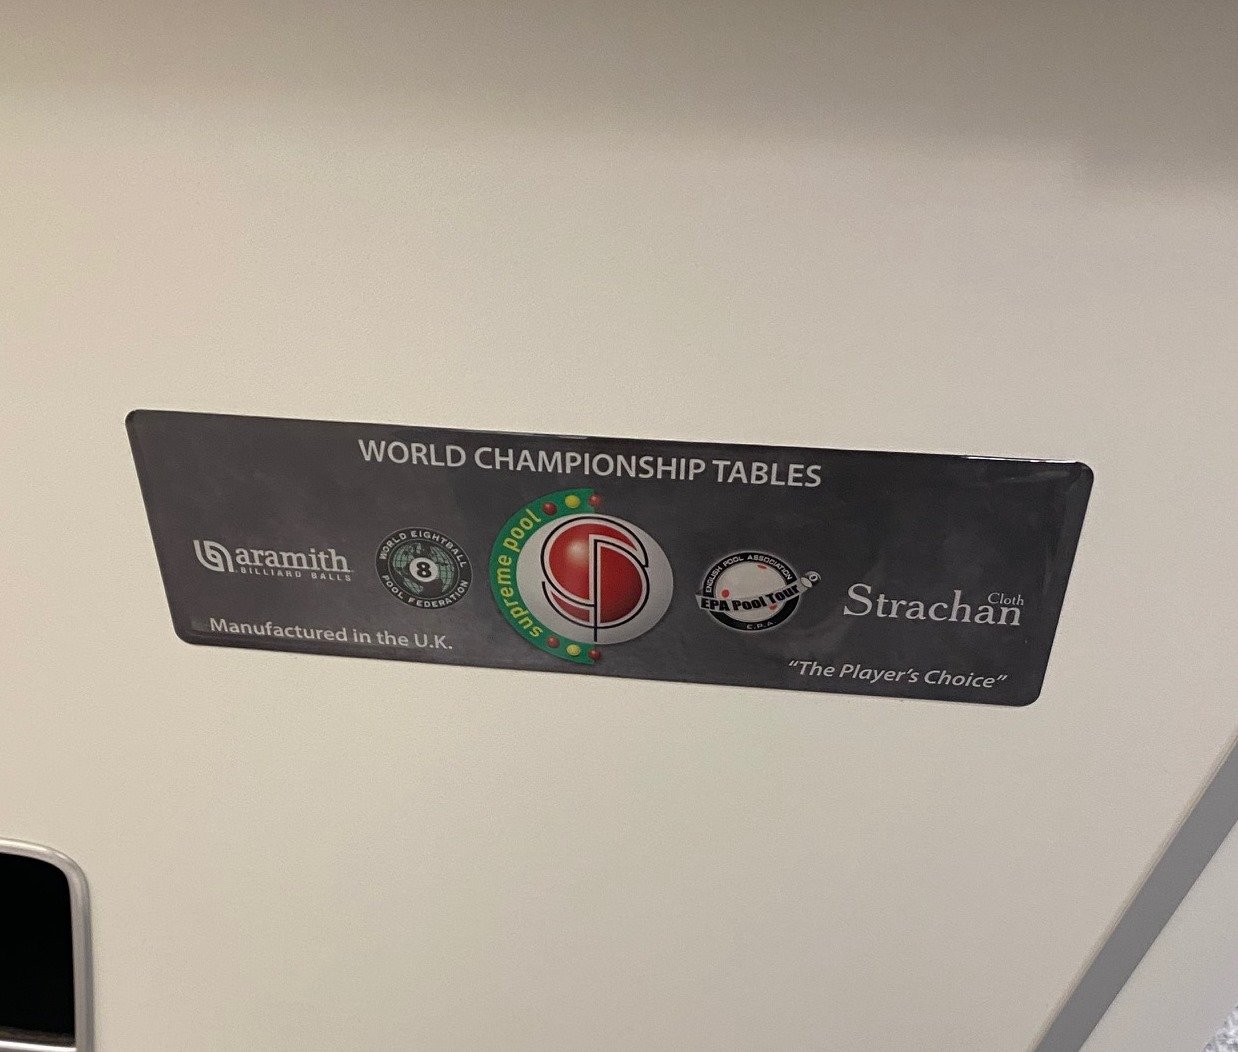 WORLD CHAMPIONSHIP TABLES
aramith
BILLIARD BALLS
WORLD EIGHTBALL
8
POOL FEDERATION
supreme pool
sp
ENGLISH POOL ASSOCIATION
EPA Pool Tour
E.P.A
Strachan
Cloth
Manufactured in the U.K.
“The Player’s Choice”